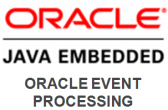 ORACLE
JAVA EMBEDDED
ORACLE EVENT
PROCESSING